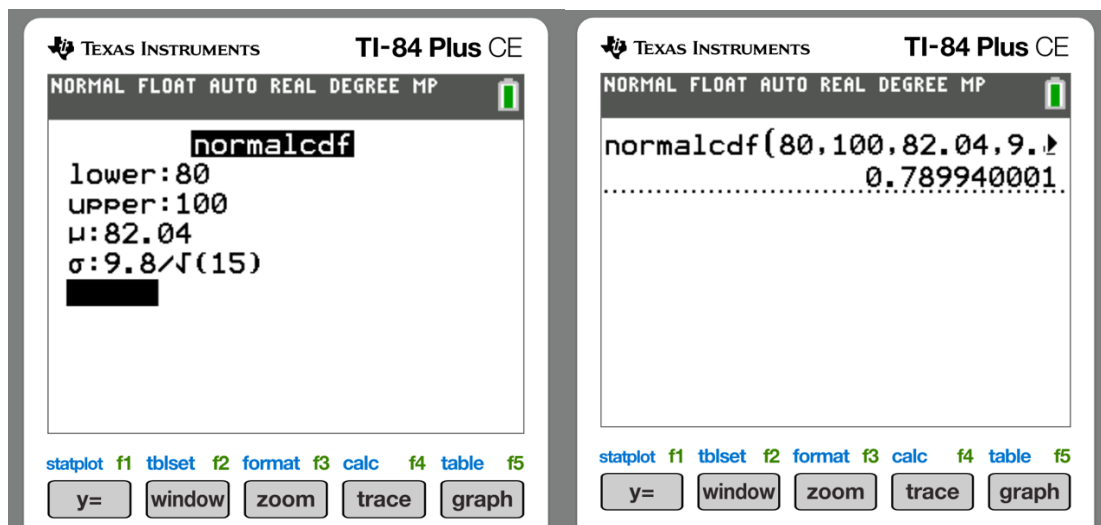 TEXAS INSTRUMENTS TI-84 Plus CE
NORMAL FLOAT AUTO REAL DEGREE MP
normalcdf
lower:80
upper:100
μ:82.04
σ:9.8/√(15)
statplot f1 tblset f2 format f3 calc f4 table f5
y= window zoom trace graph
TEXAS INSTRUMENTS TI-84 Plus CE
NORMAL FLOAT AUTO REAL DEGREE MP
normalcdf(80,100,82.04,9.
0.789940001
statplot f1 tblset f2 format f3 calc f4 table f5
y= window zoom trace graph